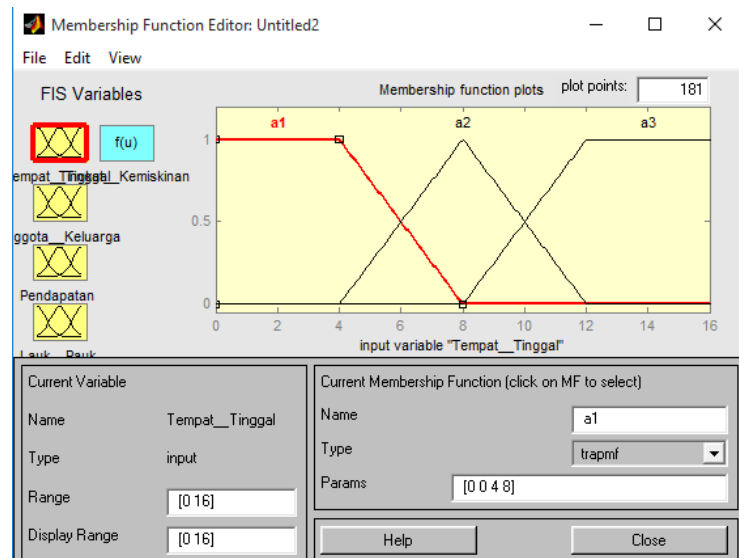 Membership Function Editor: Untitled2
File Edit View
FIS Variables
Membership function plots plot points: 181
f(u)
empat__Tinggal
Tingkat_Kemiskinan
ggota__Keluarga
Pendapatan
Lauk__Pauk
a1 a2 a3
1
0.5
0
0 2 4 6 8 10 12 14 16
input variable "Tempat__Tinggal"
Current Variable
Name Tempat__Tinggal
Type input
Range [0 16]
Display Range [0 16]
Current Membership Function (click on MF to select)
Name a1
Type trapmf
Params [0 0 4 8]
Help Close